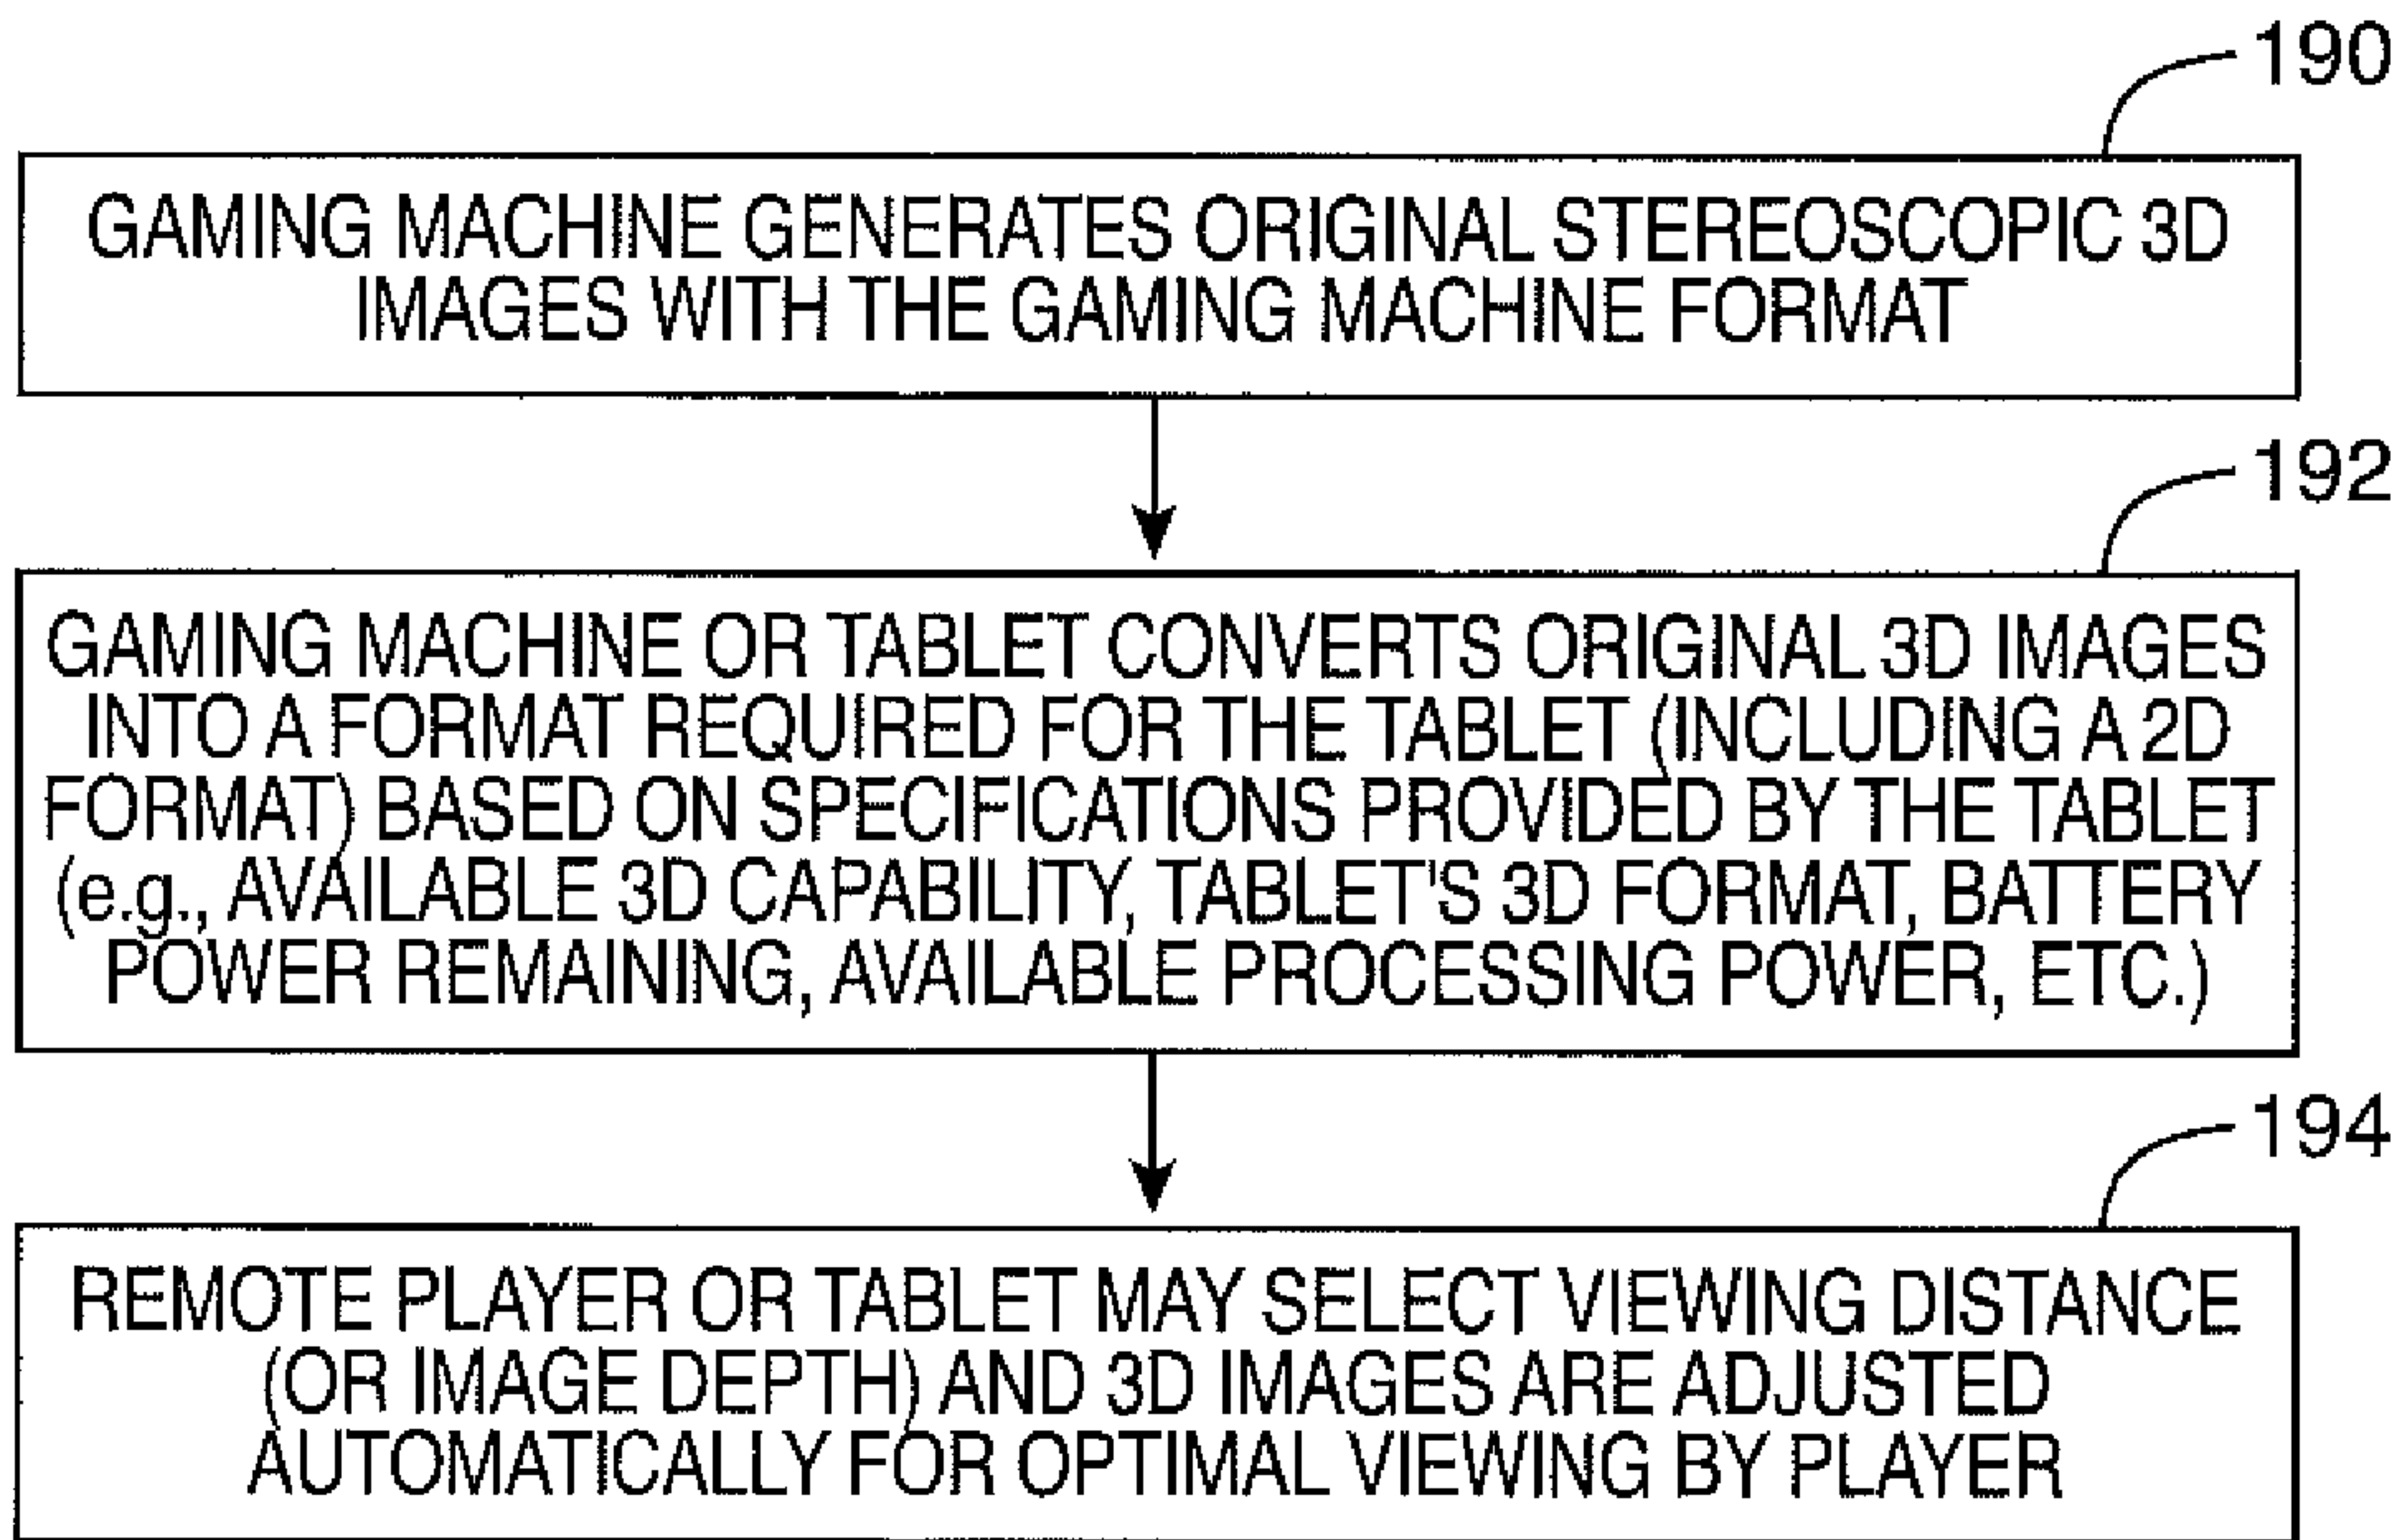 190
GAMING MACHINE GENERATES ORIGINAL STEREOSCOPIC 3D
IMAGES WITH THE GAMING MACHINE FORMAT
192
GAMING MACHINE OR TABLET CONVERTS ORIGINAL 3D IMAGES
INTO A FORMAT REQUIRED FOR THE TABLET (INCLUDING A 2D
FORMAT) BASED ON SPECIFICATIONS PROVIDED BY THE TABLET
(e.g., AVAILABLE 3D CAPABILITY, TABLET'S 3D FORMAT, BATTERY
POWER REMAINING, AVAILABLE PROCESSING POWER, ETC.)
194
REMOTE PLAYER OR TABLET MAY SELECT VIEWING DISTANCE
(OR IMAGE DEPTH) AND 3D IMAGES ARE ADJUSTED
AUTOMATICALLY FOR OPTIMAL VIEWING BY PLAYER